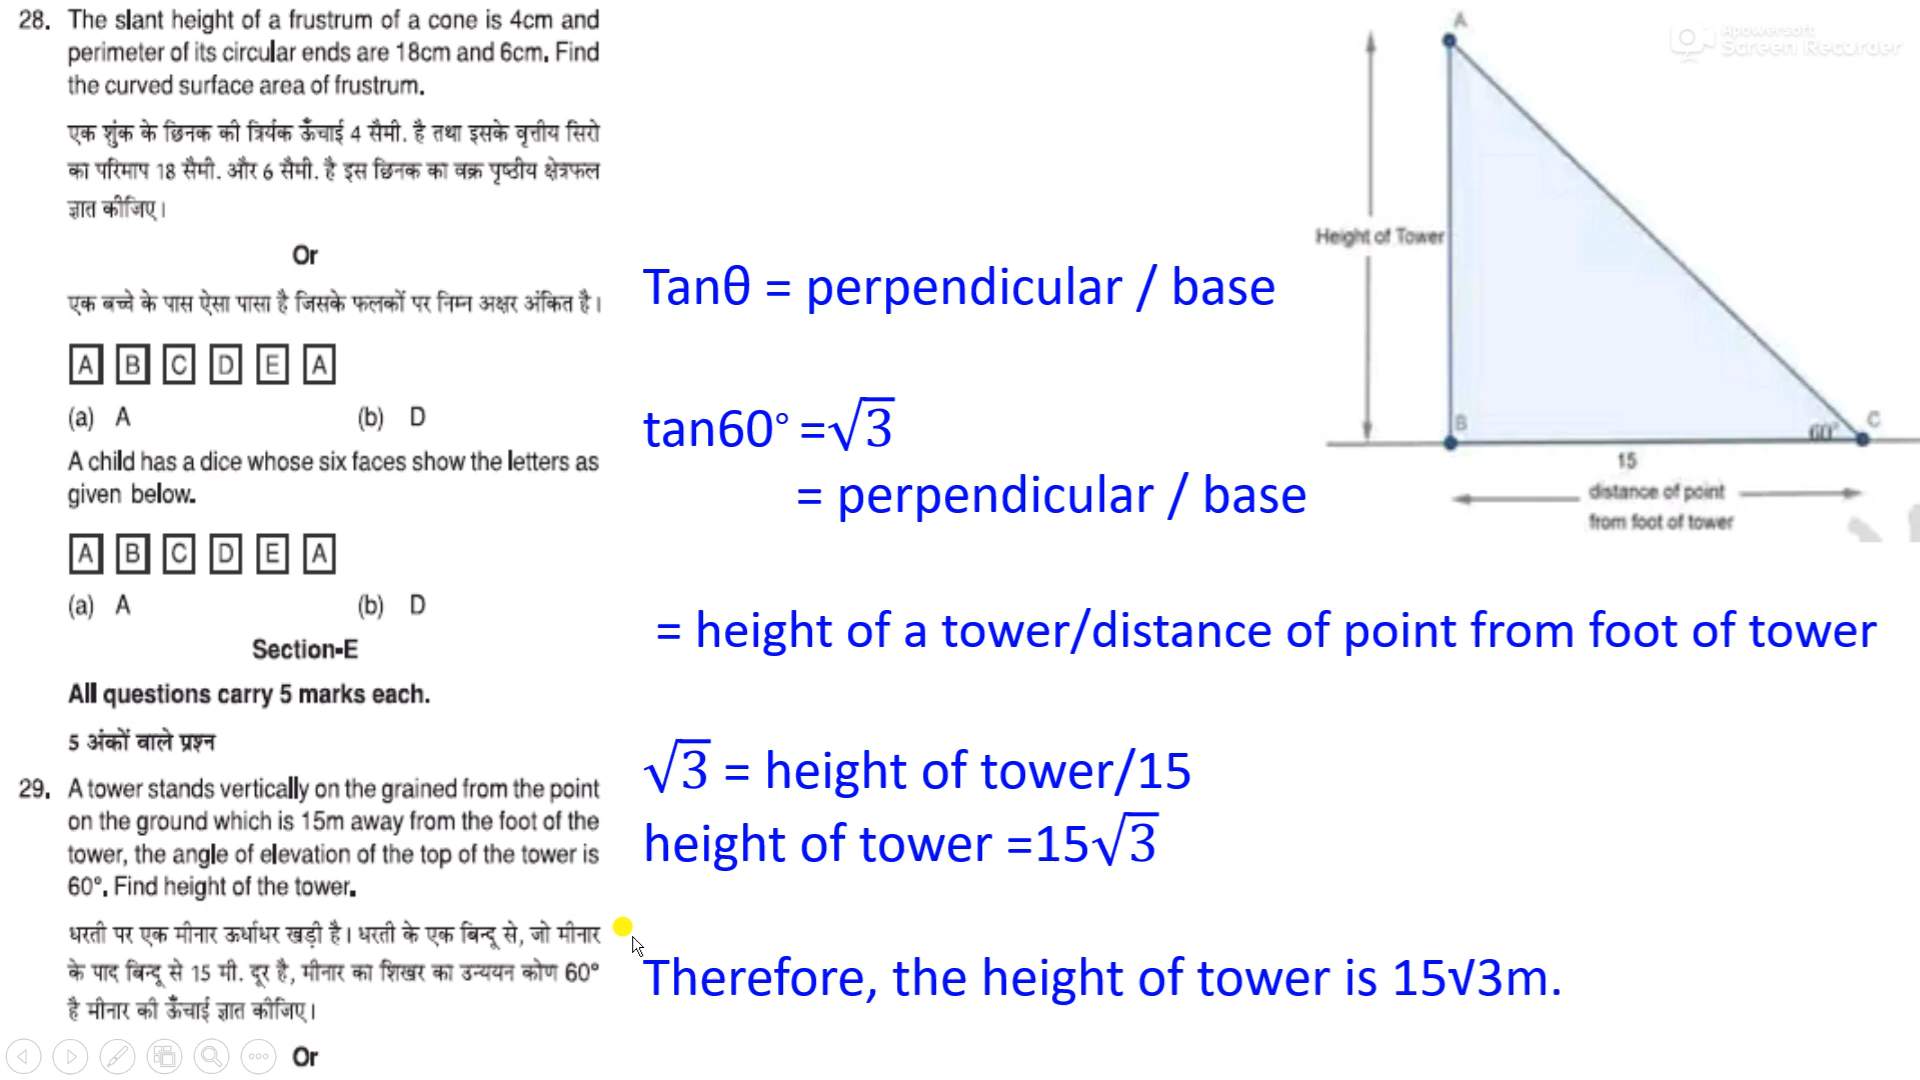 28. The slant height of a frustrum of a cone is 4cm and
perimeter of its circular ends are 18cm and 6cm. Find
the curved surface area of frustrum.
एक शुंक के छिनक की त्रिर्यक ऊँचाई 4 सैमी. है तथा इसके वृत्तीय सिरो
का परिमाप 18 सैमी. और 6 सैमी. है इस छिनक का वक्र पृष्ठीय क्षेत्रफल
ज्ञात कीजिए।
Or
एक बच्चे के पास ऐसा पासा है जिसके फलकों पर निम्न अक्षर अंकित है।
A B C D E A
(a) A (b) D
A child has a dice whose six faces show the letters as
given below.
A B C D E A
(a) A (b) D
Section-E
All questions carry 5 marks each.
5 अंकों वाले प्रश्न
29. A tower stands vertically on the grained from the point
on the ground which is 15m away from the foot of the
tower, the angle of elevation of the top of the tower is
60°. Find height of the tower.
धरती पर एक मीनार ऊर्धाधर खड़ी है। धरती के एक बिन्दू से, जो मीनार
के पाद बिन्दू से 15 मी. दूर है, मीनार का शिखर का उन्ययन कोण 60°
है मीनार की ऊँचाई ज्ञात कीजिए।
Or
Tanθ = perpendicular / base
tan60° =√3
= perpendicular / base
= height of a tower/distance of point from foot of tower
√3 = height of tower/15
height of tower =15√3
Therefore, the height of tower is 15√3m.
A
Height of Tower
B
60°
C
15
distance of point
from foot of tower
Apowersoft
Screen Recorder